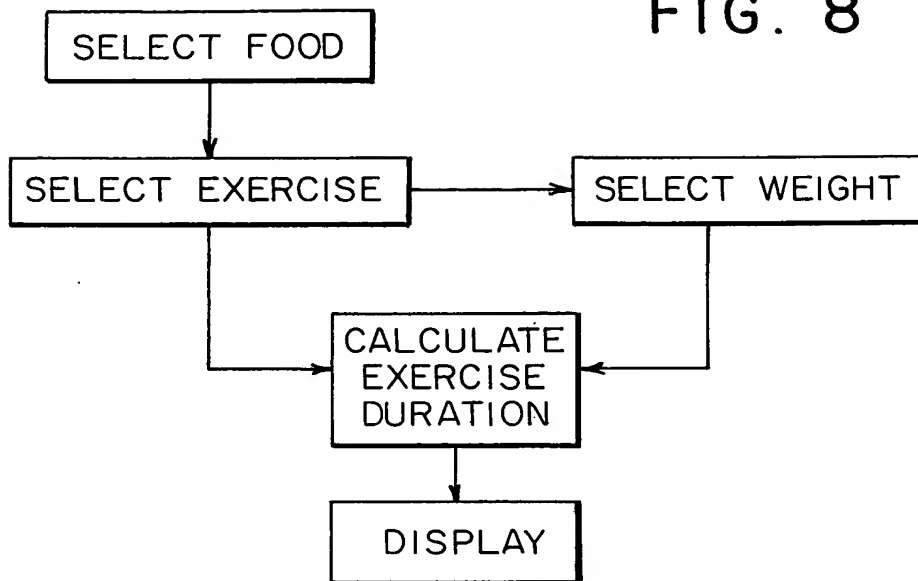 FIG. 8
SELECT FOOD
SELECT EXERCISE
SELECT WEIGHT
CALCULATE
EXERCISE
DURATION
DISPLAY